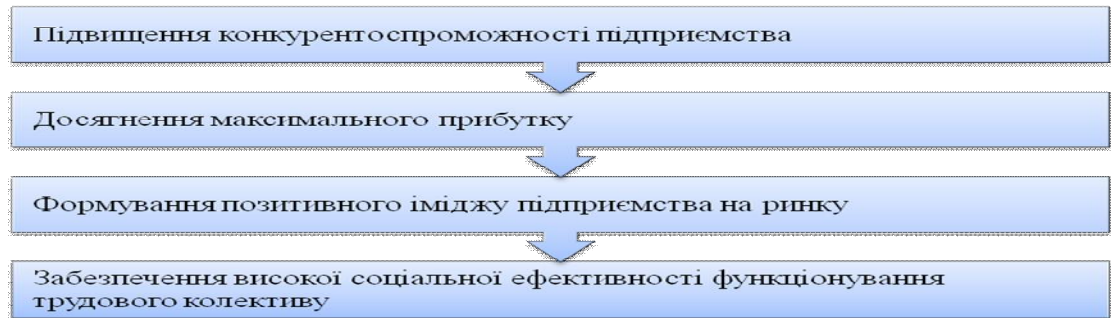 Підвищення конкурентоспроможності підприємства
Досягнення максимального прибутку
Формування позитивного іміджу підприємства на ринку
Забезпечення високої соціальної ефективності функціонування
трудового колективу